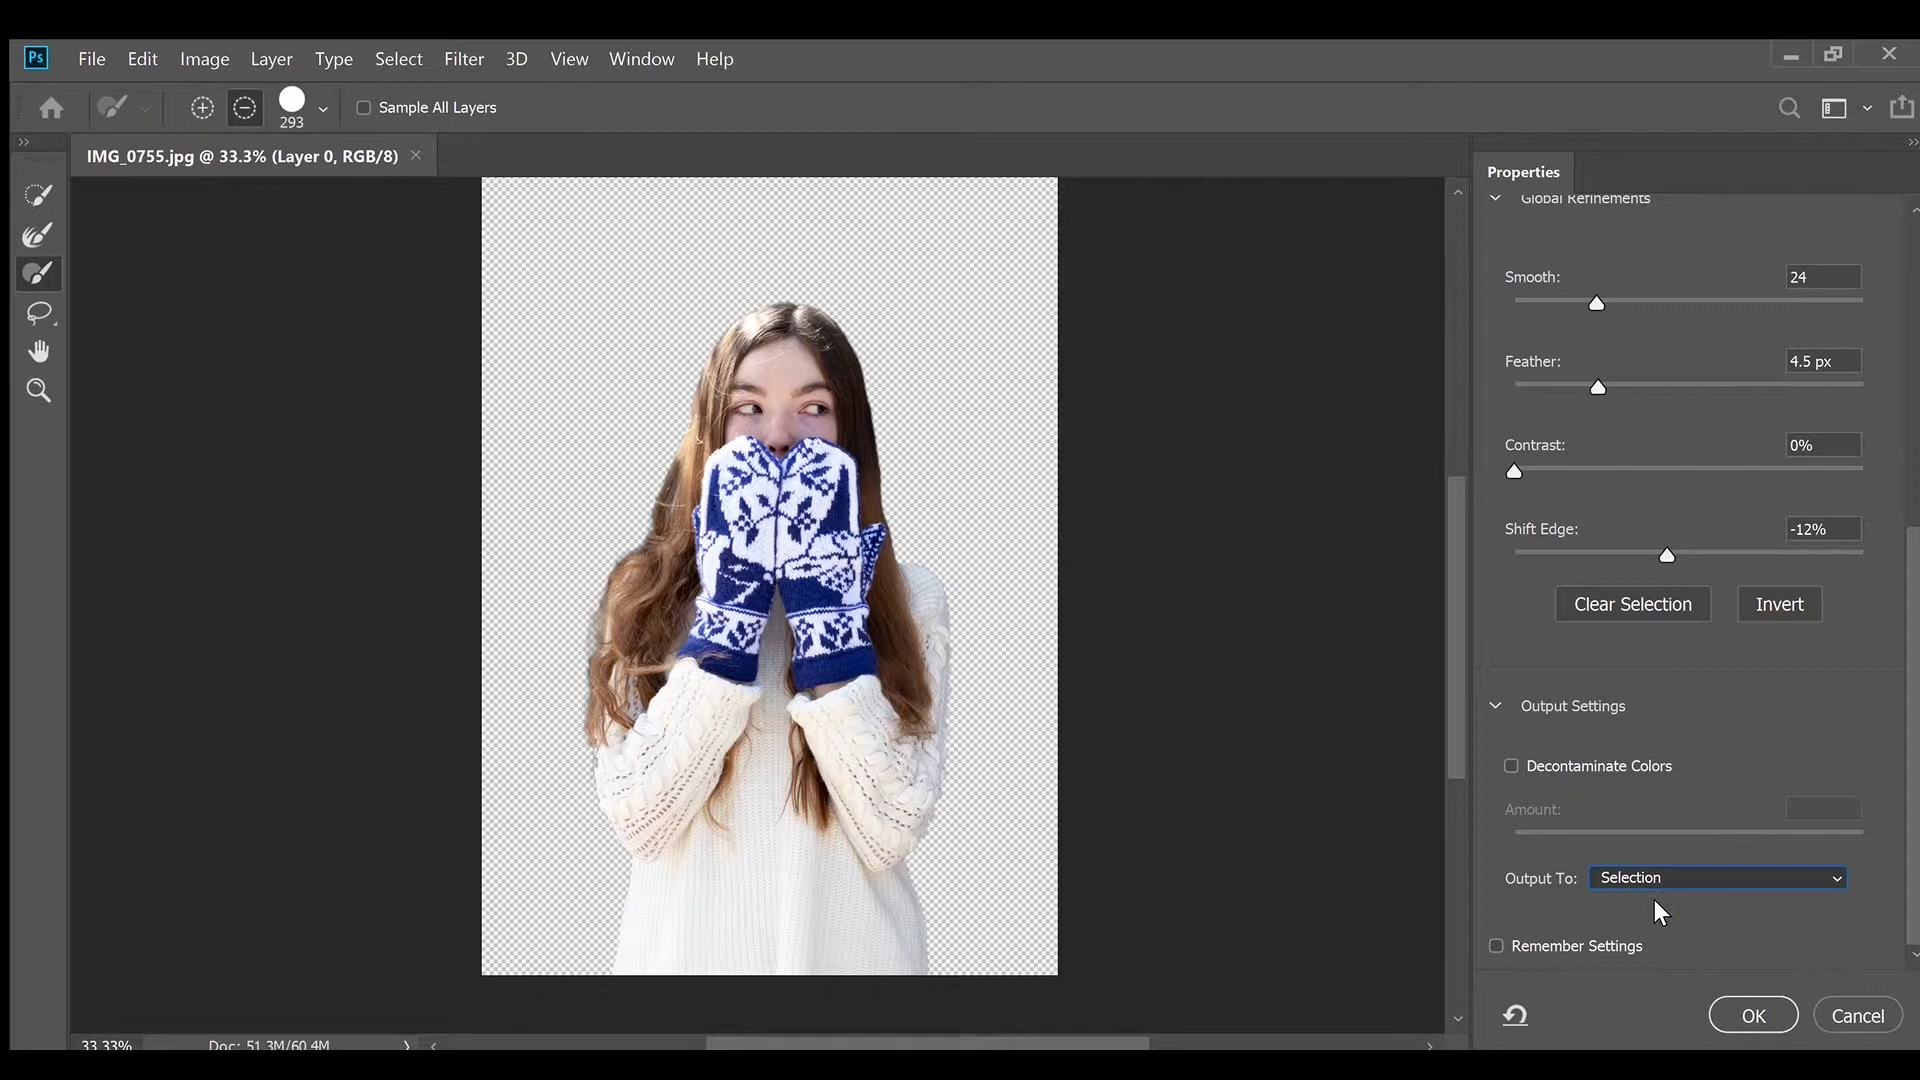 Ps File Edit Image Layer Type Select Filter 3D View Window Help
293
Sample All Layers
IMG_0755.jpg @ 33.3% (Layer 0, RGB/8)
Properties
Global Refinements
Smooth: 24
Feather: 4.5 px
Contrast: 0%
Shift Edge: -12%
Clear Selection Invert
Output Settings
Decontaminate Colors
Amount:
Output To: Selection
Remember Settings
OK Cancel
33.33% Doc: 51.3M/60.4M